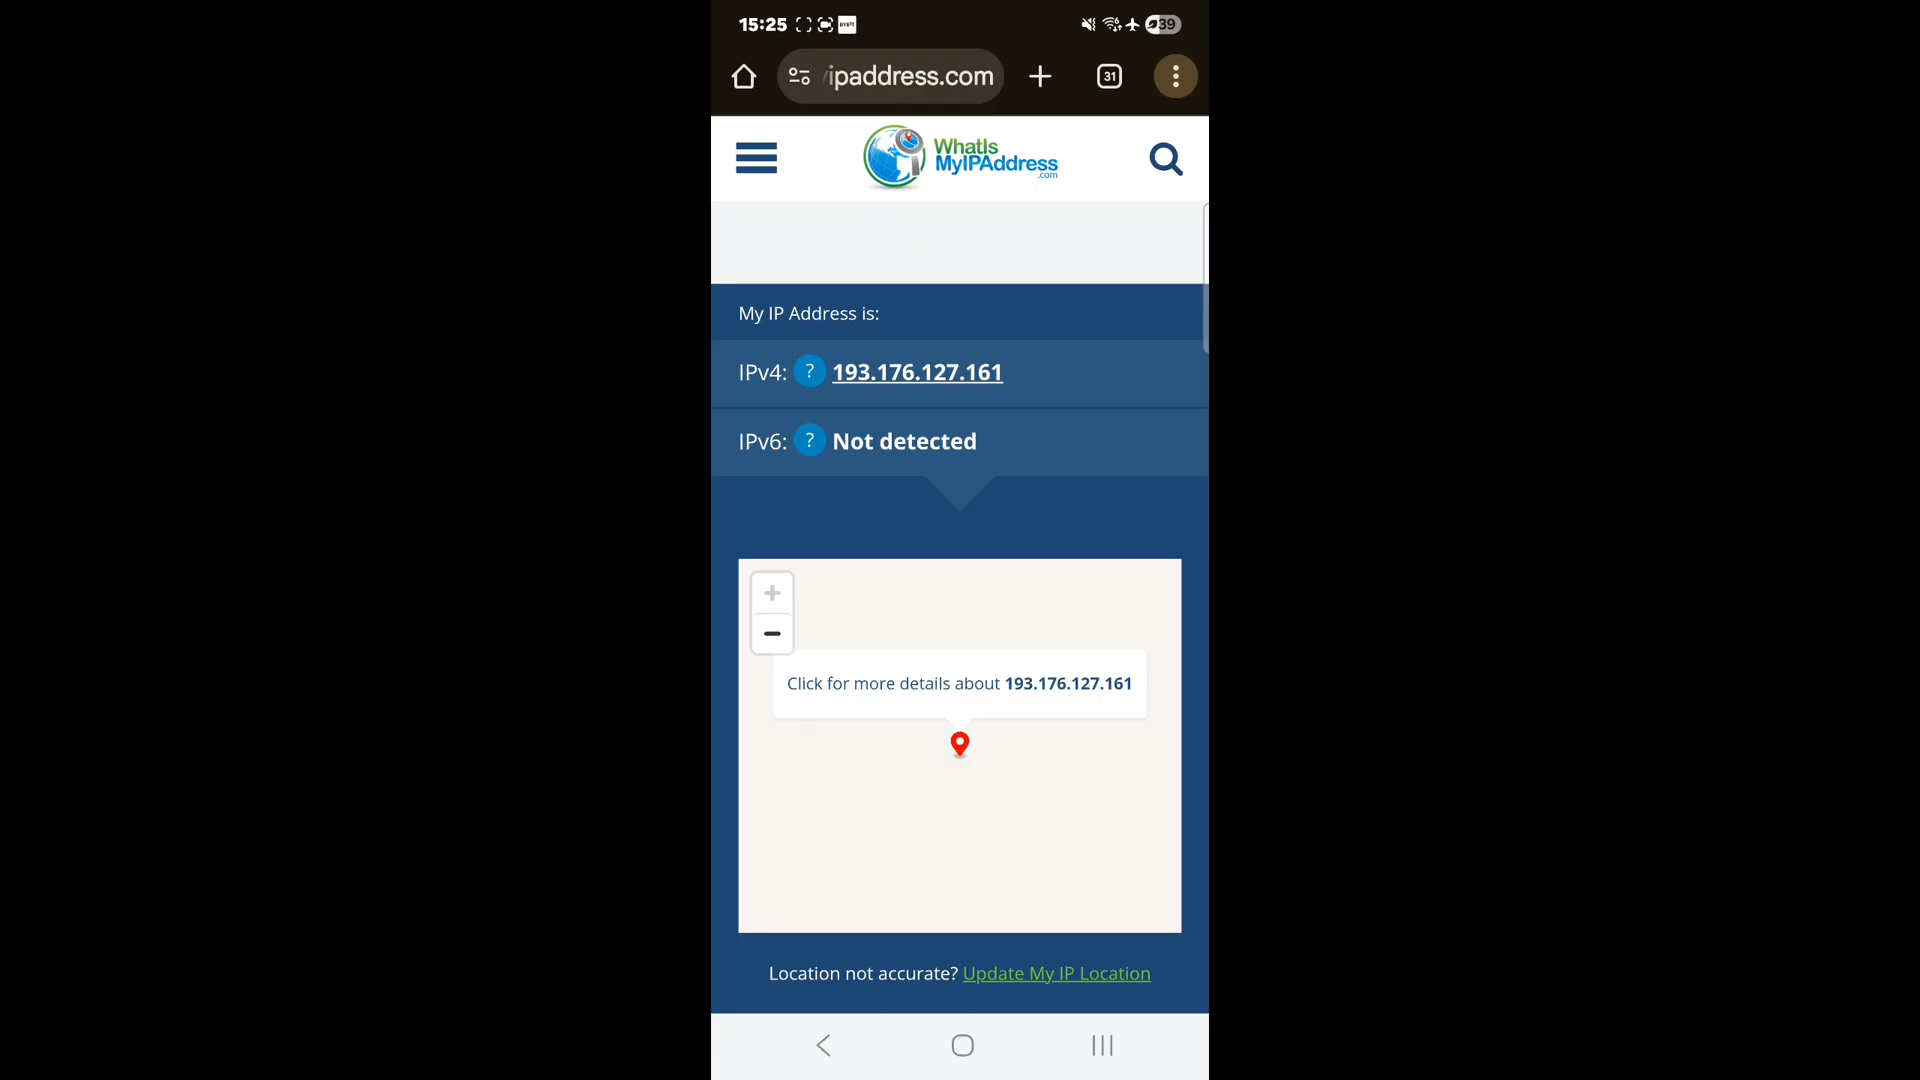 15:25
39
ipaddress.com
31
WhatIs
MyIPAddress
.com
My IP Address is:
IPv4: ? 193.176.127.161
IPv6: ? Not detected
+
−
Click for more details about 193.176.127.161
Location not accurate? Update My IP Location